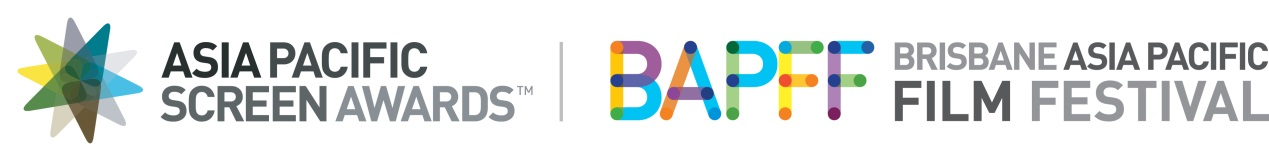 ASIA PACIFIC
SCREEN AWARDS™
BAPFF
BRISBANE ASIA PACIFIC
FILM FESTIVAL